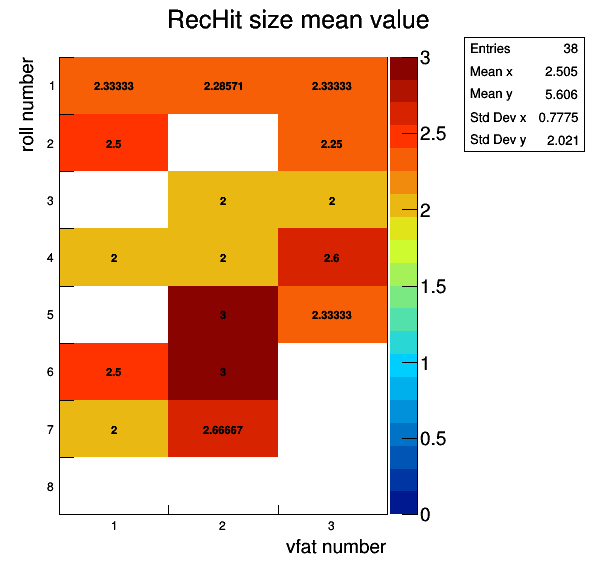 RecHit size mean value
Entries 38
Mean x 2.505
Mean y 5.606
Std Dev x 0.7775
Std Dev y 2.021
roll number
1 2.33333 2.28571 2.33333
2 2.5 2.25
3 2 2
4 2 2 2.6
5 3 2.33333
6 2.5 3
7 2 2.66667
8
1 2 3
vfat number
3
2.5
2
1.5
1
0.5
0